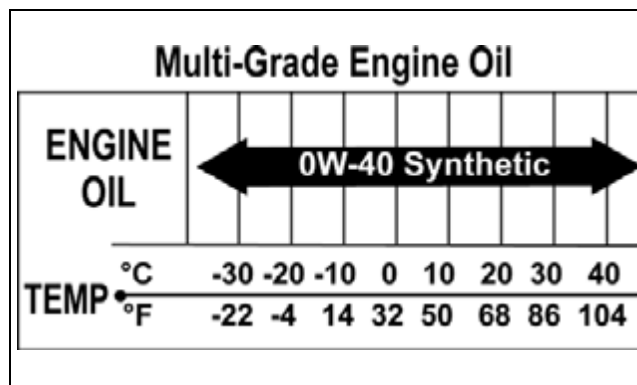 Multi-Grade Engine Oil
ENGINE
OIL
0W-40 Synthetic
TEMP
°C -30 -20 -10 0 10 20 30 40
°F -22 -4 14 32 50 68 86 104